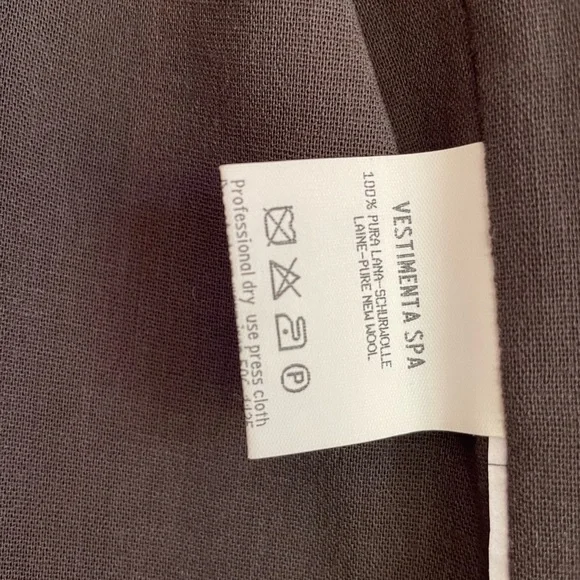 VESTIMENTA SPA
100% PURA LANA-SCHURWOLLE
LAINE-PURE NEW WOOL
P
Professional dry use press cloth